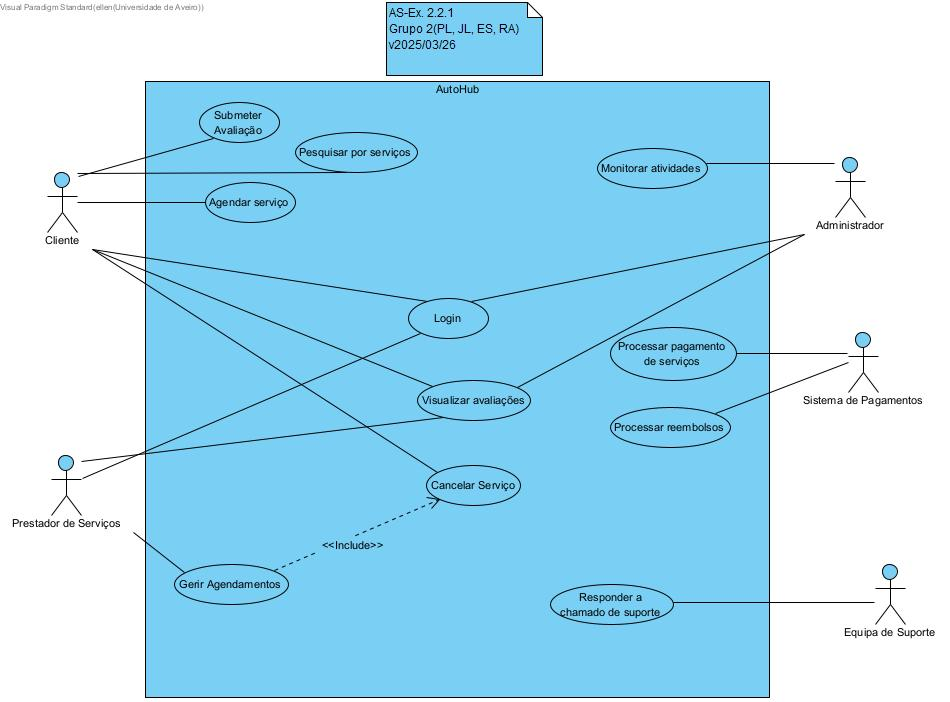 Visual Paradigm Standard(ellen(Universidade de Aveiro))
AS-Ex. 2.2.1
Grupo 2(PL, JL, ES, RA)
v2025/03/26
AutoHub
Submeter
Avaliação
Pesquisar por serviços
Monitorar atividades
Agendar serviço
Cliente
Administrador
Login
Processar pagamento
de serviços
Sistema de Pagamentos
Visualizar avaliações
Processar reembolsos
Cancelar Serviço
Prestador de Serviços
<<Include>>
Gerir Agendamentos
Responder a
chamado de suporte
Equipa de Suporte